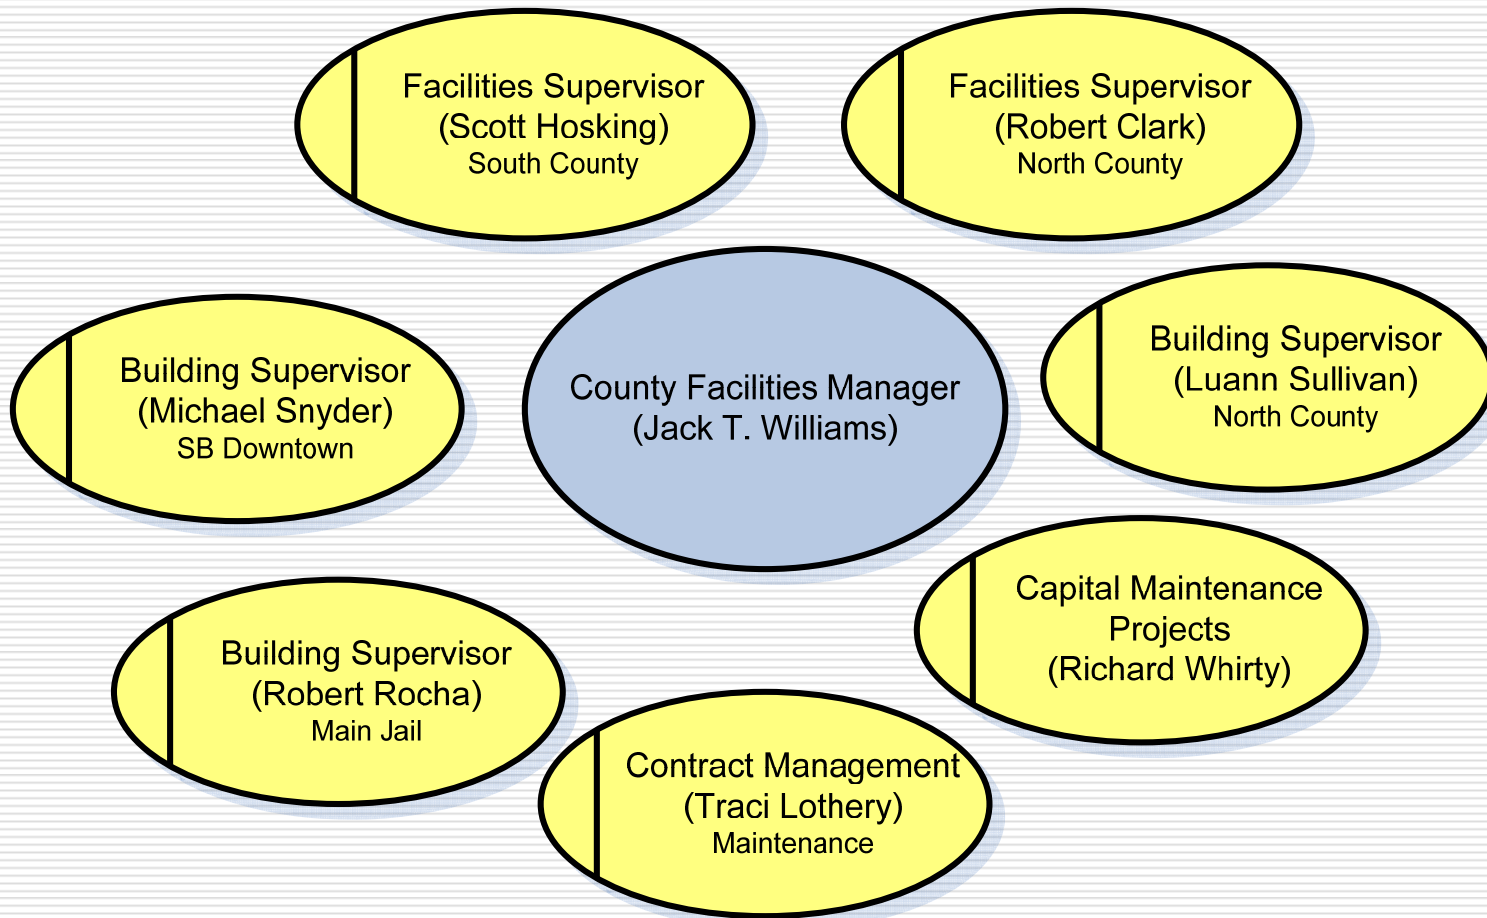 Facilities Supervisor
(Scott Hosking)
South County
Facilities Supervisor
(Robert Clark)
North County
Building Supervisor
(Michael Snyder)
SB Downtown
County Facilities Manager
(Jack T. Williams)
Building Supervisor
(Luann Sullivan)
North County
Capital Maintenance
Projects
(Richard Whirty)
Building Supervisor
(Robert Rocha)
Main Jail
Contract Management
(Traci Lothery)
Maintenance